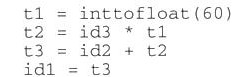 t1 = inttofloat(60)
t2 = id3 * t1
t3 = id2 + t2
id1 = t3